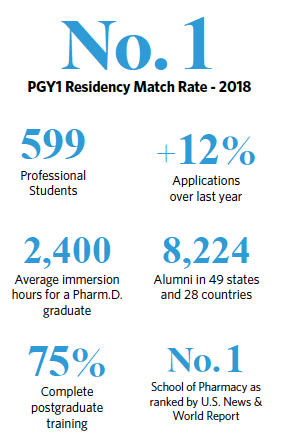 No. 1
PGY1 Residency Match Rate - 2018
599
Professional
Students
+12%
Applications
over last year
2,400
Average immersion
hours for a Pharm.D.
graduate
8,224
Alumni in 49 states
and 28 countries
75%
Complete
postgraduate
training
No. 1
School of Pharmacy as
ranked by U.S. News &
World Report